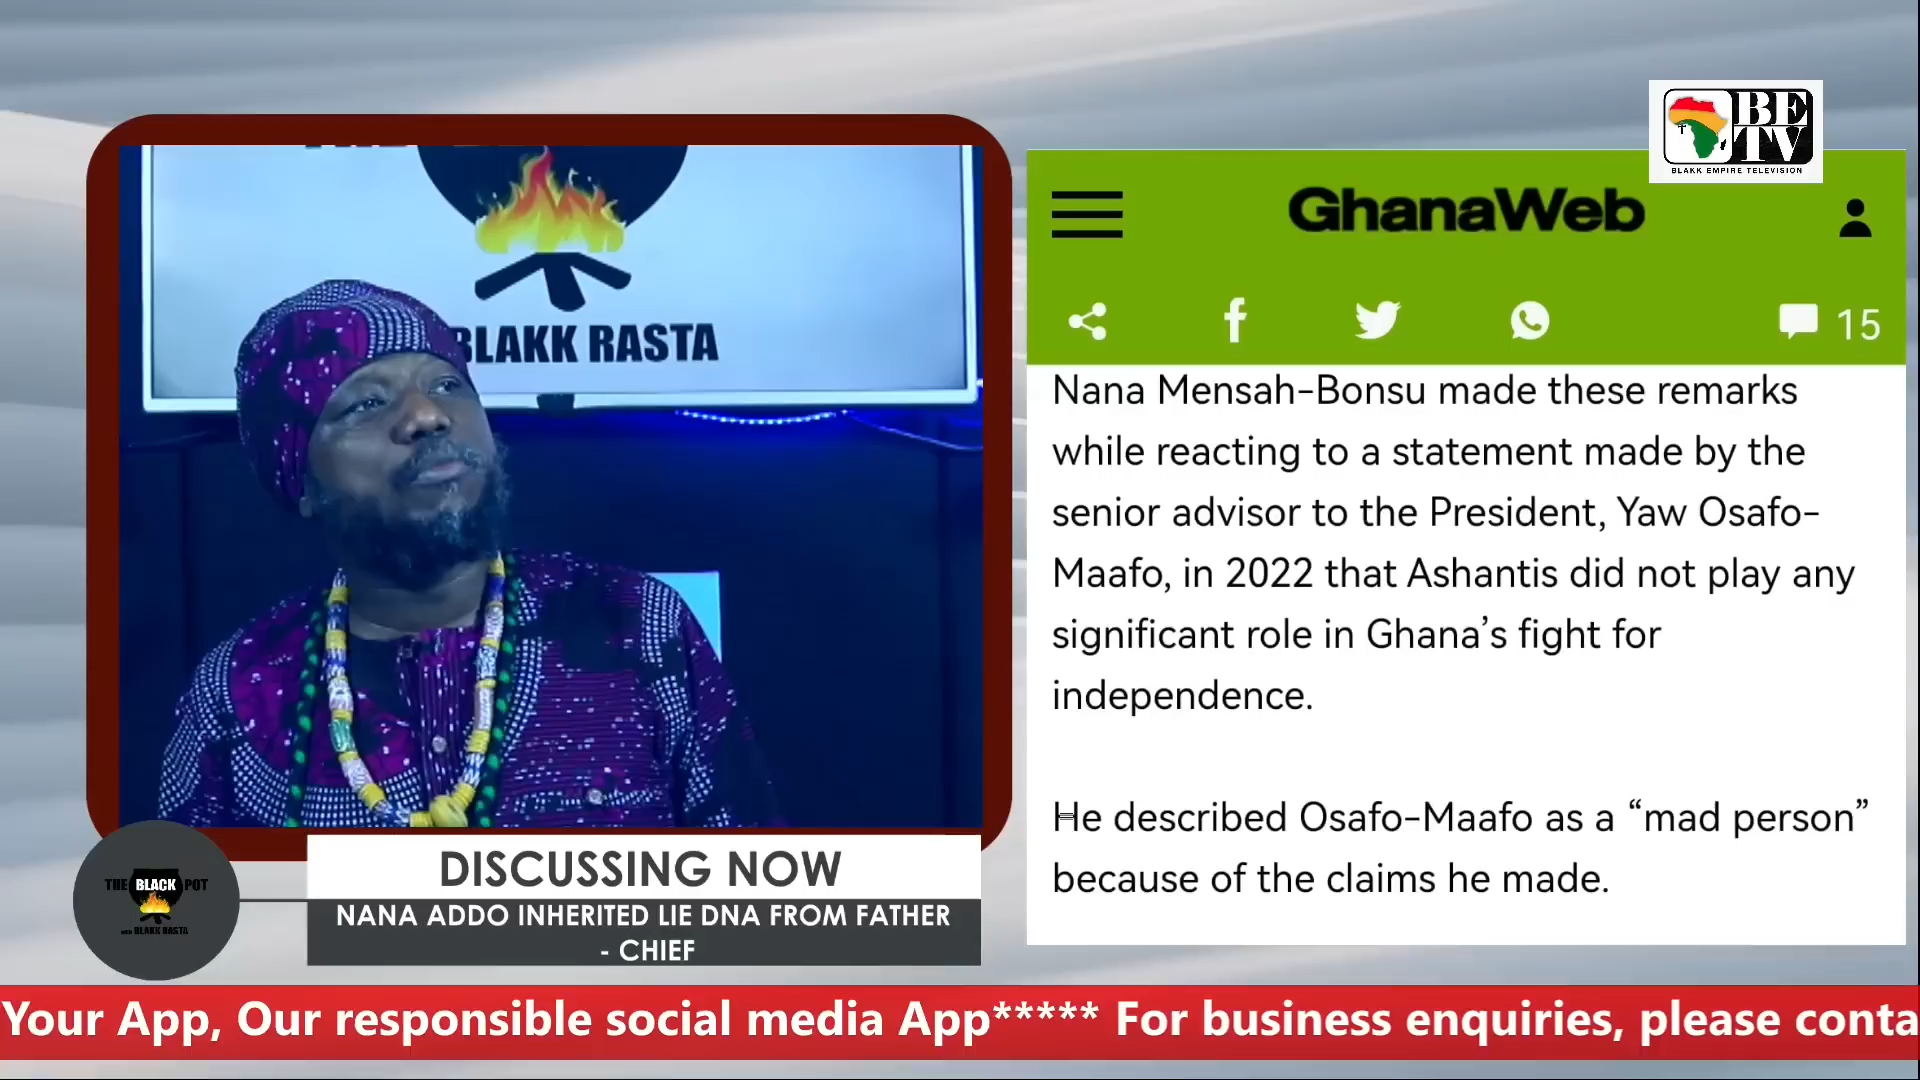 BE
TV
BLAKK EMPIRE TELEVISION
GhanaWeb
15
BLAKK RASTA
Nana Mensah-Bonsu made these remarks
while reacting to a statement made by the
senior advisor to the President, Yaw Osafo-
Maafo, in 2022 that Ashantis did not play any
significant role in Ghana’s fight for
independence.
He described Osafo-Maafo as a “mad person”
because of the claims he made.
THE BLACK POT
with BLAKK RASTA
DISCUSSING NOW
NANA ADDO INHERITED LIE DNA FROM FATHER
- CHIEF
Your App, Our responsible social media App***** For business enquiries, please conta